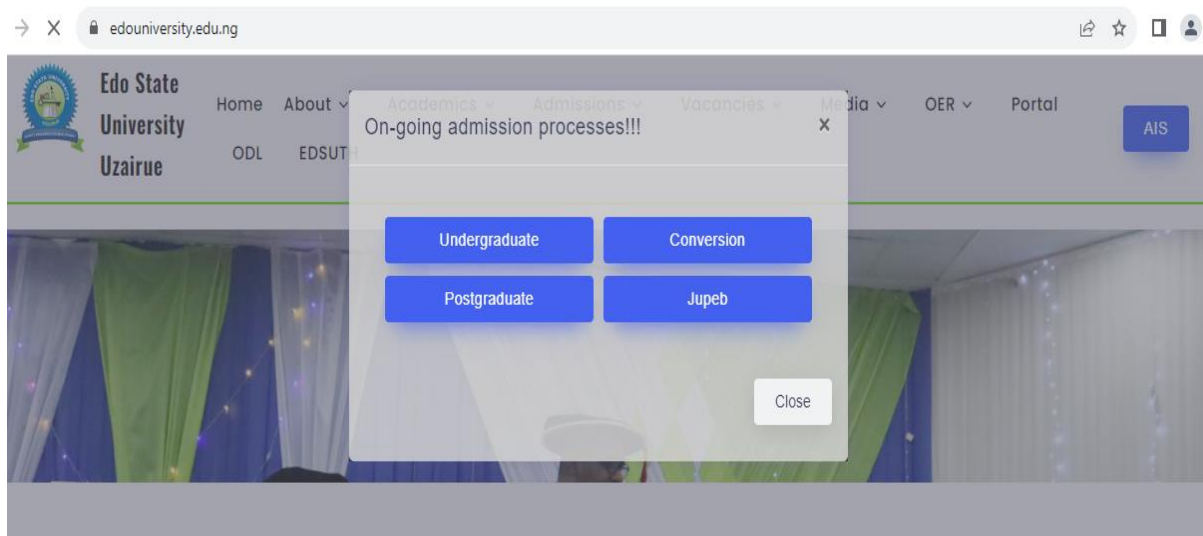 edouniversity.edu.ng
Edo State
University
Uzairue
Home About Academics Admissions Vacancies Media OER Portal
ODL EDSUTH
AIS
On-going admission processes!!!
x
Undergraduate Conversion
Postgraduate Jupeb
Close